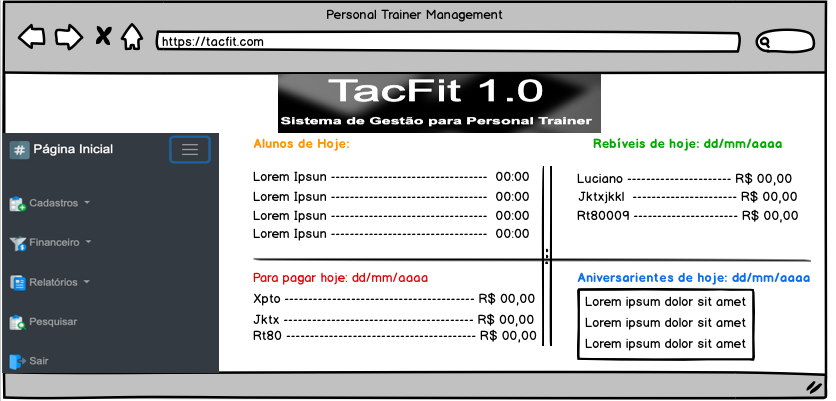 Personal Trainer Management
https://tacfit.com
TacFit 1.0
Sistema de Gestão para Personal Trainer
# Página Inicial
Cadastros
Financeiro
Relatórios
Pesquisar
Sair
Alunos de Hoje:
Lorem Ipsun ---------------------------------- 00:00
Lorem Ipsun ---------------------------------- 00:00
Lorem Ipsun ---------------------------------- 00:00
Lorem Ipsun ---------------------------------- 00:00
Rebíveis de hoje: dd/mm/aaaa
Luciano ----------------------- R$ 00,00
Jktxjkkl ----------------------- R$ 00,00
Rt80009 ----------------------- R$ 00,00
Para pagar hoje: dd/mm/aaaa
Xpto ----------------------------------------- R$ 00,00
Jktx ----------------------------------------- R$ 00,00
Rt80 ----------------------------------------- R$ 00,00
Aniversarientes de hoje: dd/mm/aaaa
Lorem ipsum dolor sit amet
Lorem ipsum dolor sit amet
Lorem ipsum dolor sit amet